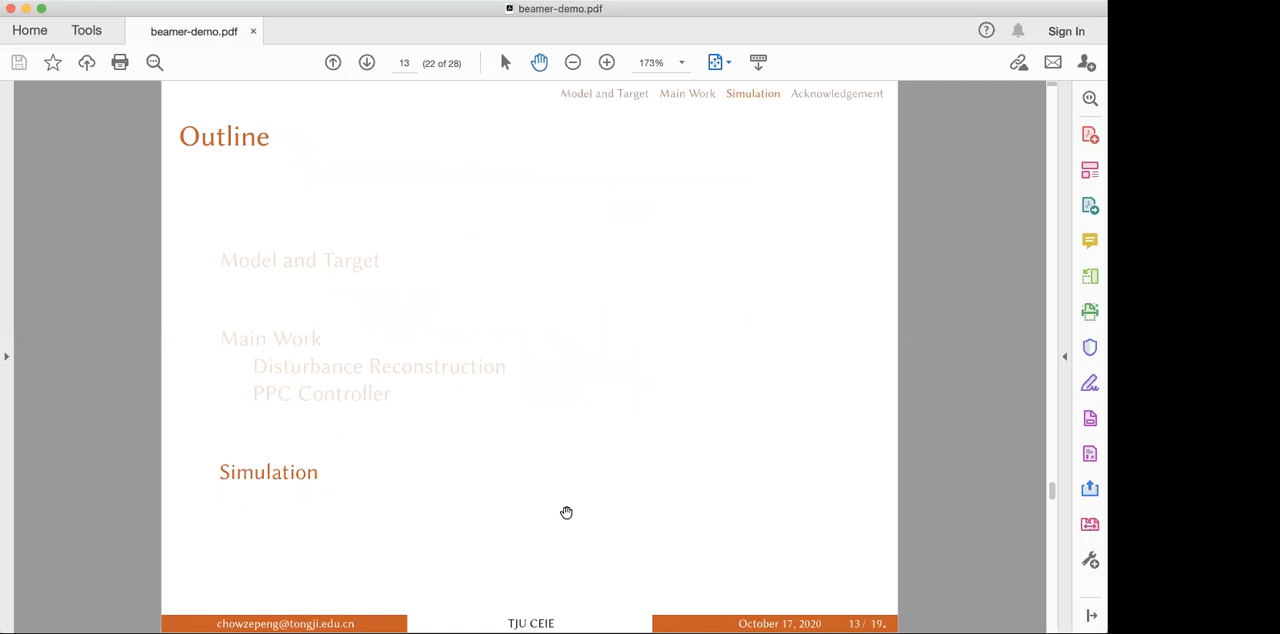 beamer-demo.pdf
Home Tools beamer-demo.pdf × Sign In
13 (22 of 28) 173%
Model and Target Main Work Simulation Acknowledgement
Outline
Model and Target
Main Work
Disturbance Reconstruction
PPC Controller
Simulation
chowzepeng@tongji.edu.cn TJU CEIE October 17, 2020 13 / 19